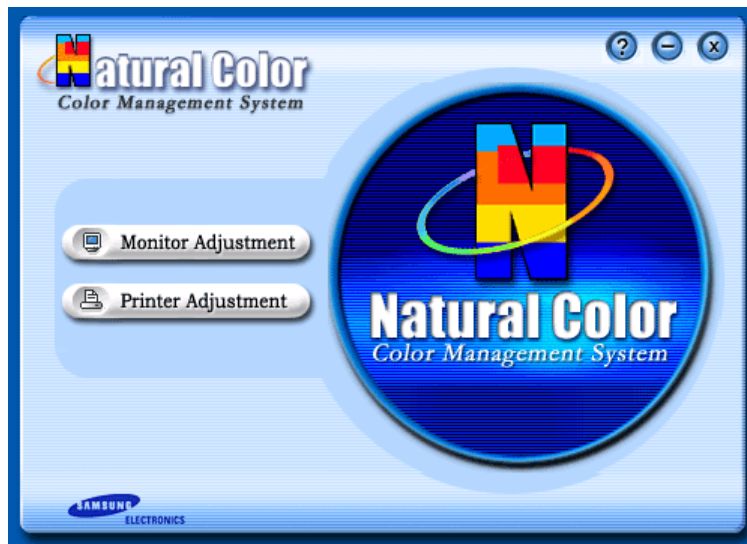 Natural Color
Color Management System
?
Monitor Adjustment
Printer Adjustment
N
Natural Color
Color Management System
SAMSUNG
ELECTRONICS